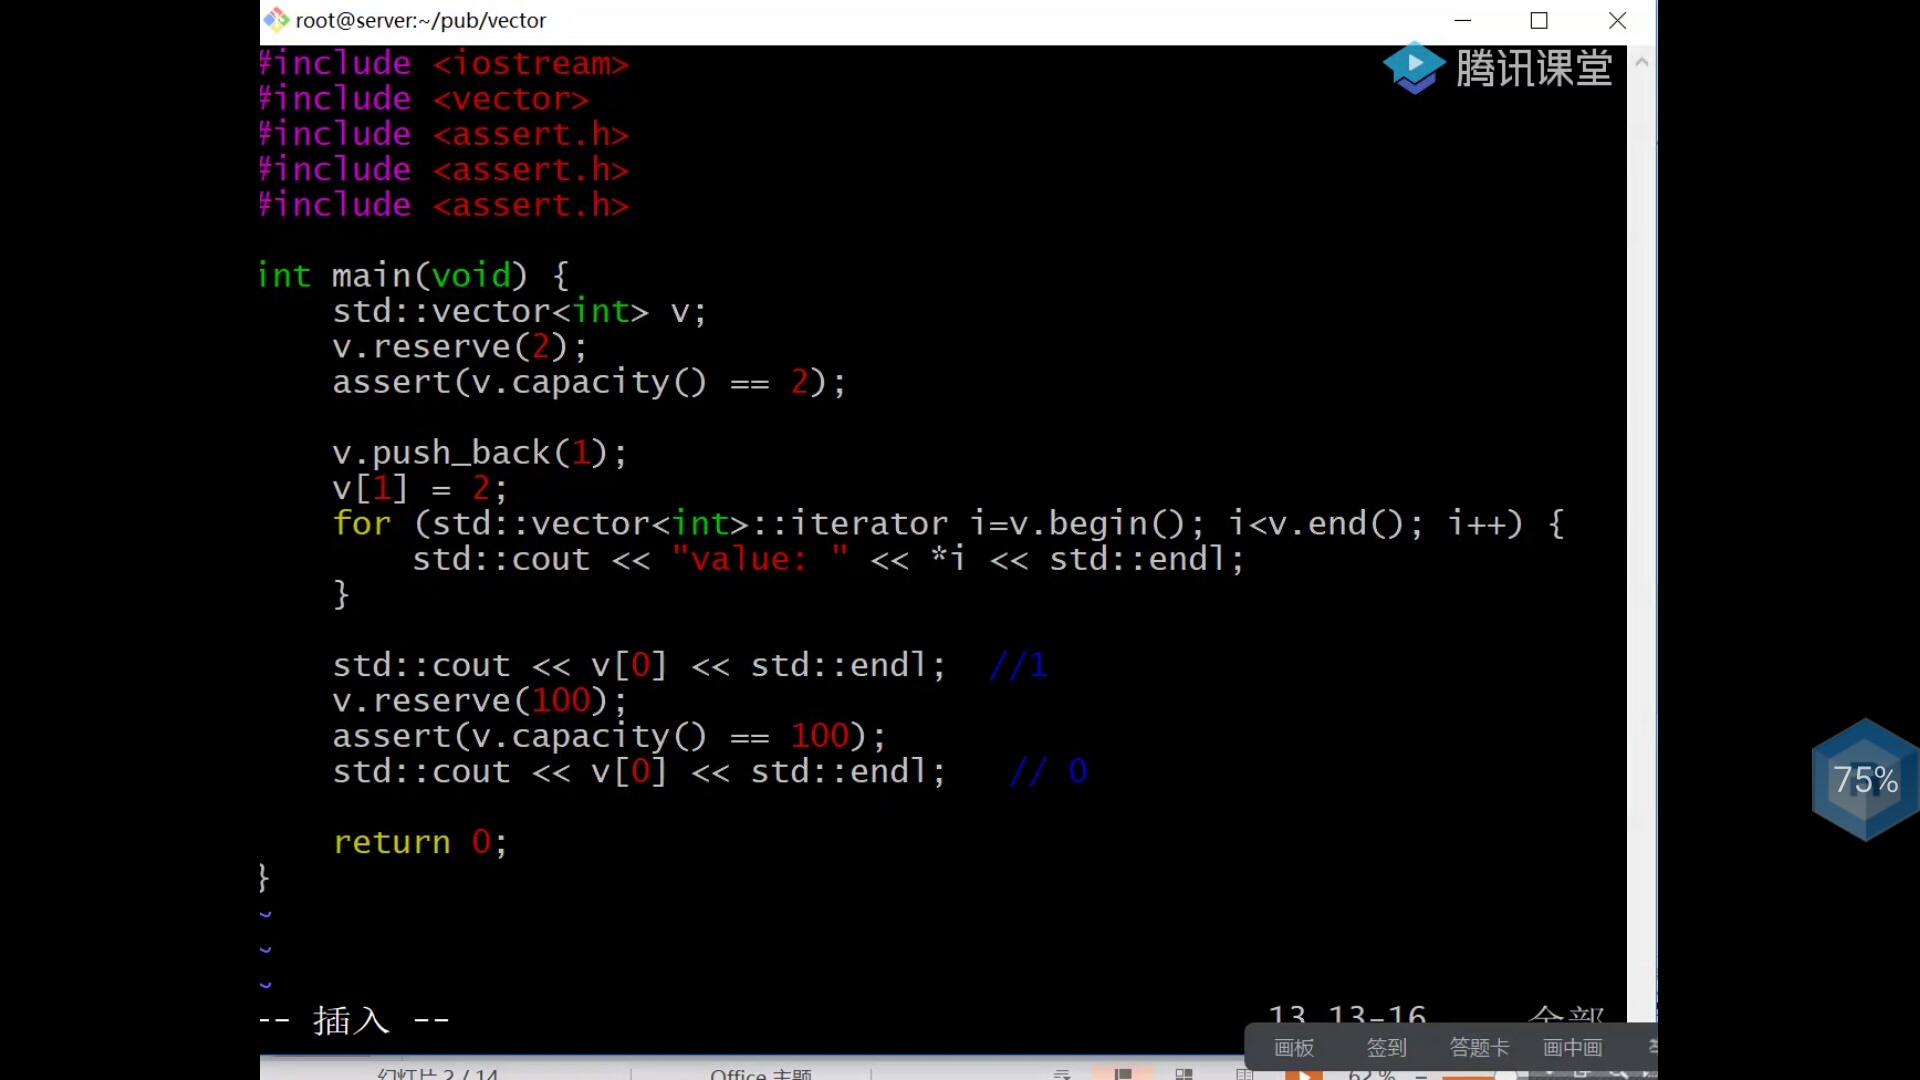 root@server:~/pub/vector
腾讯课堂
#include <iostream>
#include <vector>
#include <assert.h>
#include <assert.h>
#include <assert.h>
int main(void) {
    std::vector<int> v;
    v.reserve(2);
    assert(v.capacity() == 2);
    v.push_back(1);
    v[1] = 2;
    for (std::vector<int>::iterator i=v.begin(); i<v.end(); i++) {
        std::cout << "value: " << *i << std::endl;
    }
    std::cout << v[0] << std::endl;  //1
    v.reserve(100);
    assert(v.capacity() == 100);
    std::cout << v[0] << std::endl;   // 0
    return 0;
}
~
~
~
75%
-- 插入 -- 13,13-16 全部
画板 签到 答题卡 画中画
幻灯片 2 / 14 Office 主题 62 %